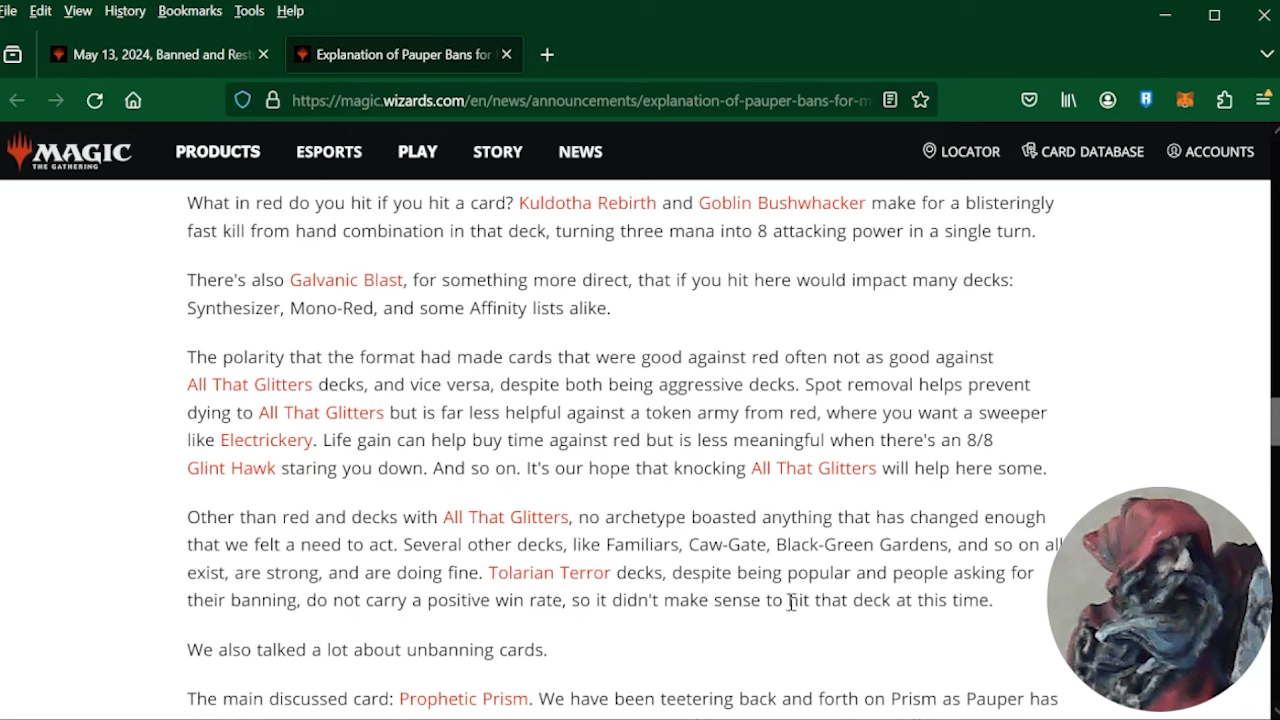 File Edit View History Bookmarks Tools Help
May 13, 2024, Banned and Rest
Explanation of Pauper Bans for
https://magic.wizards.com/en/news/announcements/explanation-of-pauper-bans-for-m
MAGIC THE GATHERING PRODUCTS ESPORTS PLAY STORY NEWS LOCATOR CARD DATABASE ACCOUNTS
What in red do you hit if you hit a card? Kuldotha Rebirth and Goblin Bushwhacker make for a blisteringly
fast kill from hand combination in that deck, turning three mana into 8 attacking power in a single turn.
There's also Galvanic Blast, for something more direct, that if you hit here would impact many decks:
Synthesizer, Mono-Red, and some Affinity lists alike.
The polarity that the format had made cards that were good against red often not as good against
All That Glitters decks, and vice versa, despite both being aggressive decks. Spot removal helps prevent
dying to All That Glitters but is far less helpful against a token army from red, where you want a sweeper
like Electrickery. Life gain can help buy time against red but is less meaningful when there's an 8/8
Glint Hawk staring you down. And so on. It's our hope that knocking All That Glitters will help here some.
Other than red and decks with All That Glitters, no archetype boasted anything that has changed enough
that we felt a need to act. Several other decks, like Familiars, Caw-Gate, Black-Green Gardens, and so on all
exist, are strong, and are doing fine. Tolarian Terror decks, despite being popular and people asking for
their banning, do not carry a positive win rate, so it didn't make sense to hit that deck at this time.
We also talked a lot about unbanning cards.
The main discussed card: Prophetic Prism. We have been teetering back and forth on Prism as Pauper has